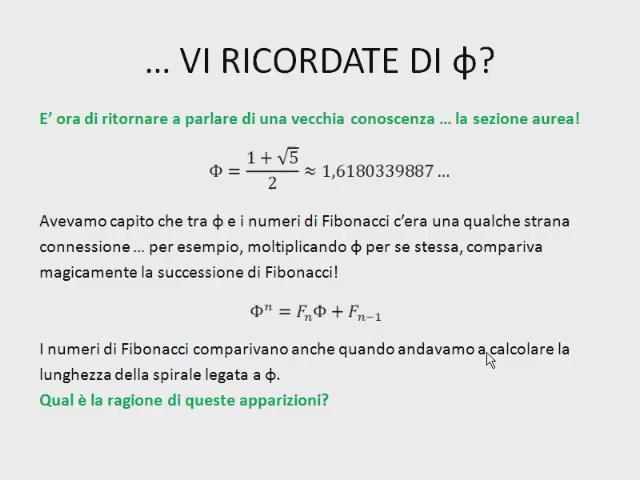 ... VI RICORDATE DI ф?
E' ora di ritornare a parlare di una vecchia conoscenza ... la sezione aurea!
Φ = (1 + √5) / 2 ≈ 1,6180339887 ...
Avevamo capito che tra ф e i numeri di Fibonacci c'era una qualche strana
connessione ... per esempio, moltiplicando ф per se stessa, compariva
magicamente la successione di Fibonacci!
Φⁿ = FₙΦ + Fₙ₋₁
I numeri di Fibonacci comparivano anche quando andavamo a calcolare la
lunghezza della spirale legata a ф.
Qual è la ragione di queste apparizioni?